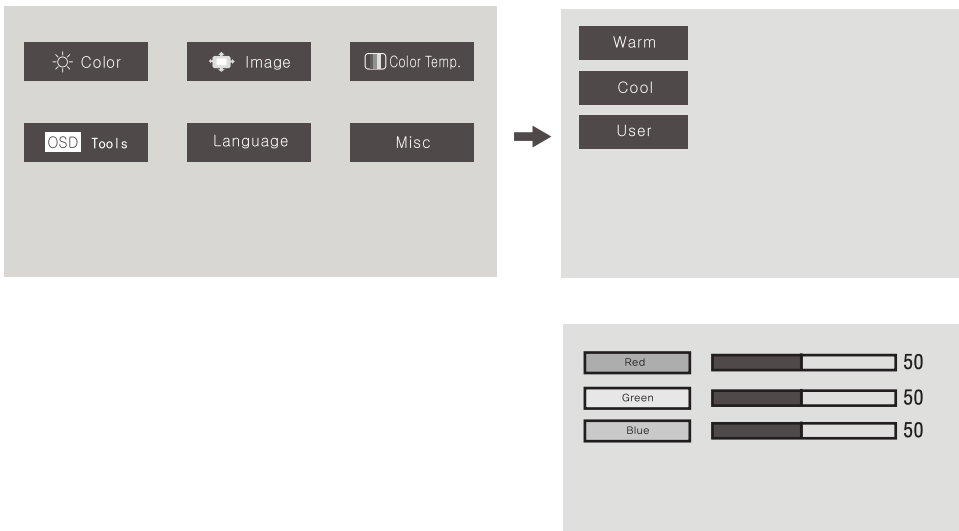 Color
Image
Color Temp.
OSD Tools
Language
Misc
Warm
Cool
User
Red 50
Green 50
Blue 50